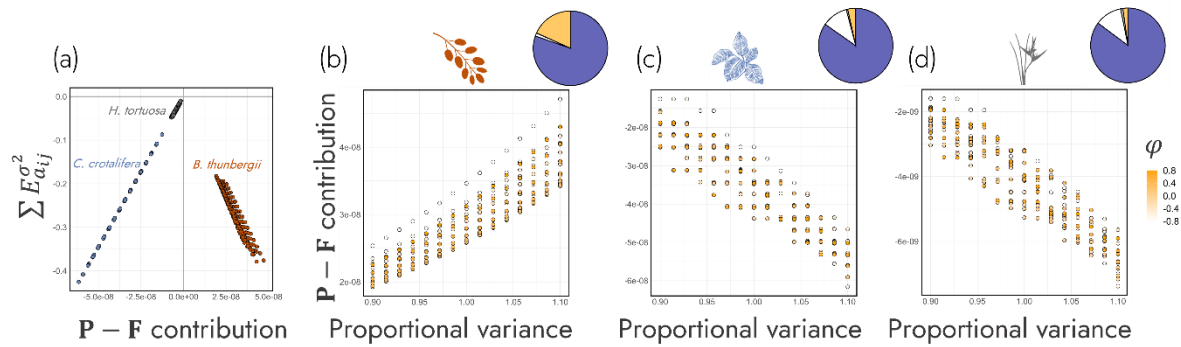 (a)
0.0
-0.1
-0.2
-0.3
-0.4
-5.0e-08
-2.5e-08
0.0e+00
2.5e-08
5.0e-08
H. tortuosa
C. crotalifera
B. thunbergii
∑ E^{σ²}_{aij}
P − F contribution
(b)
4e-08
3e-08
2e-08
0.90
0.95
1.00
1.05
1.10
P − F contribution
Proportional variance
(c)
-2e-08
-3e-08
-4e-08
-5e-08
-6e-08
0.90
0.95
1.00
1.05
1.10
Proportional variance
(d)
-2e-09
-4e-09
-6e-09
0.90
0.95
1.00
1.05
1.10
Proportional variance
φ
0.8
0.4
0.0
-0.4
-0.8